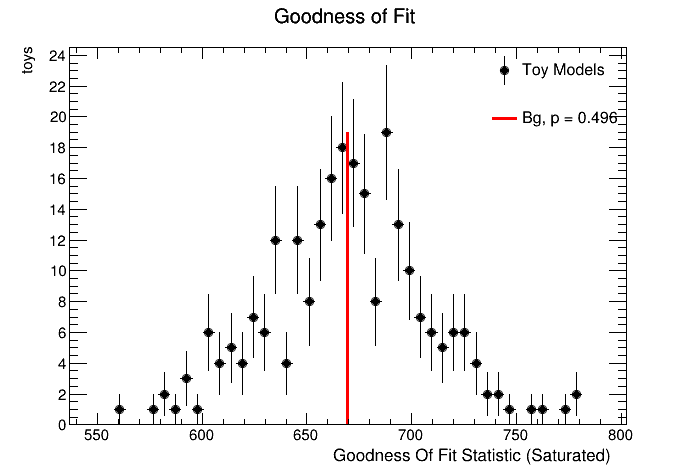 Goodness of Fit
toys
24
22
20
18
16
14
12
10
8
6
4
2
0
Toy Models
Bg, p = 0.496
550 600 650 700 750 800
Goodness Of Fit Statistic (Saturated)